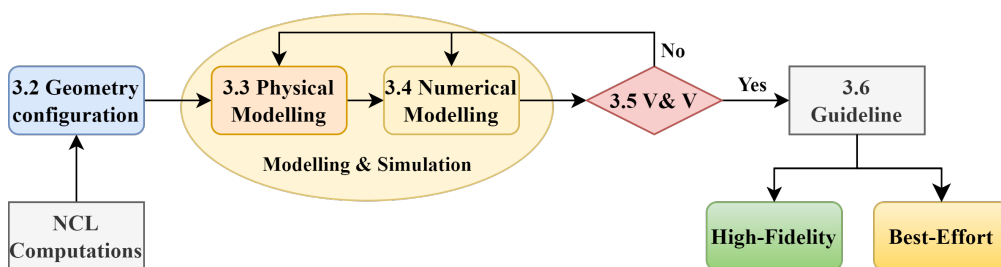 No
3.2 Geometry
configuration
3.3 Physical
Modelling
3.4 Numerical
Modelling
3.5 V& V
Yes
3.6
Guideline
Modelling & Simulation
NCL
Computations
High-Fidelity
Best-Effort